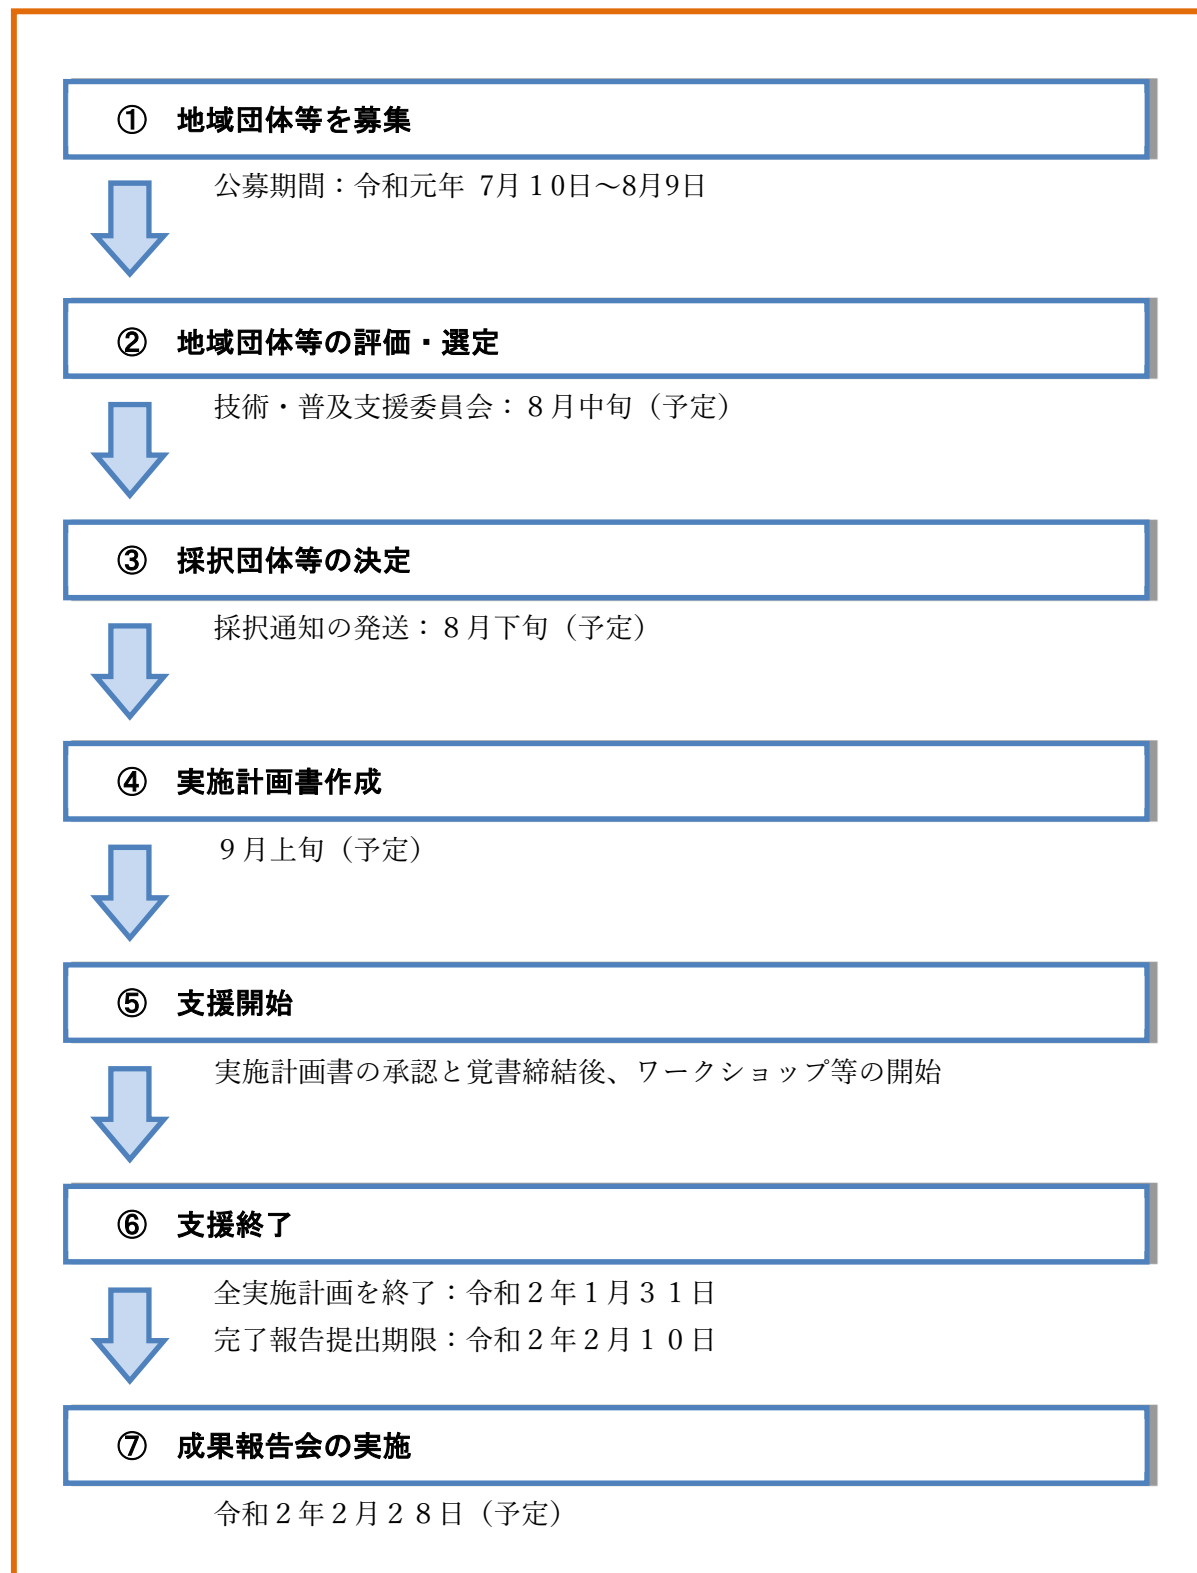 ① 地域団体等を募集
公募期間：令和元年 7月１0日～8月9日
② 地域団体等の評価・選定
技術・普及支援委員会：８月中旬（予定）
③ 採択団体等の決定
採択通知の発送：８月下旬（予定）
④ 実施計画書作成
９月上旬（予定）
⑤ 支援開始
実施計画書の承認と覚書締結後、ワークショップ等の開始
⑥ 支援終了
全実施計画を終了：令和２年１月３１日
完了報告提出期限：令和２年２月１０日
⑦ 成果報告会の実施
令和２年２月２８日（予定）